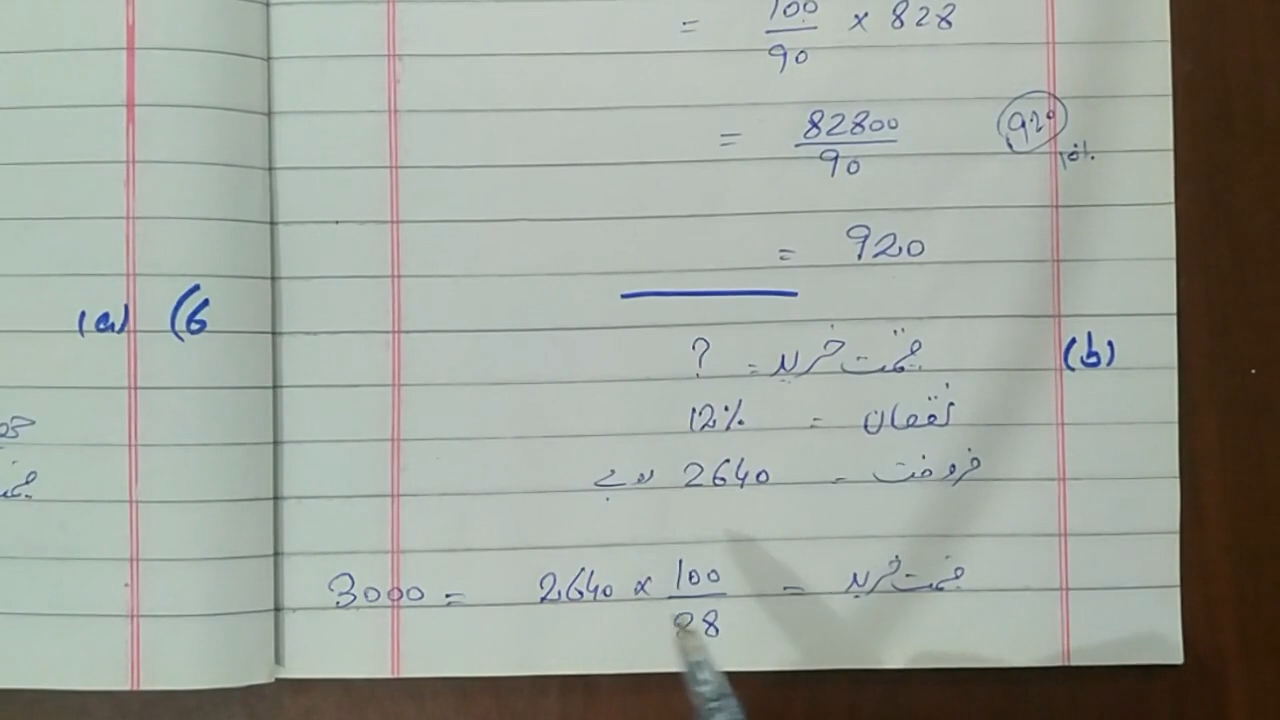 = 100/90 × 828
= 82800/90 920 10%
= 920
(a) (6
(b) قیمت خرید = ?
نقصان = 12%
فروخت = 2640 روپے
قیمت خرید = 2640 × 100/88 = 3000